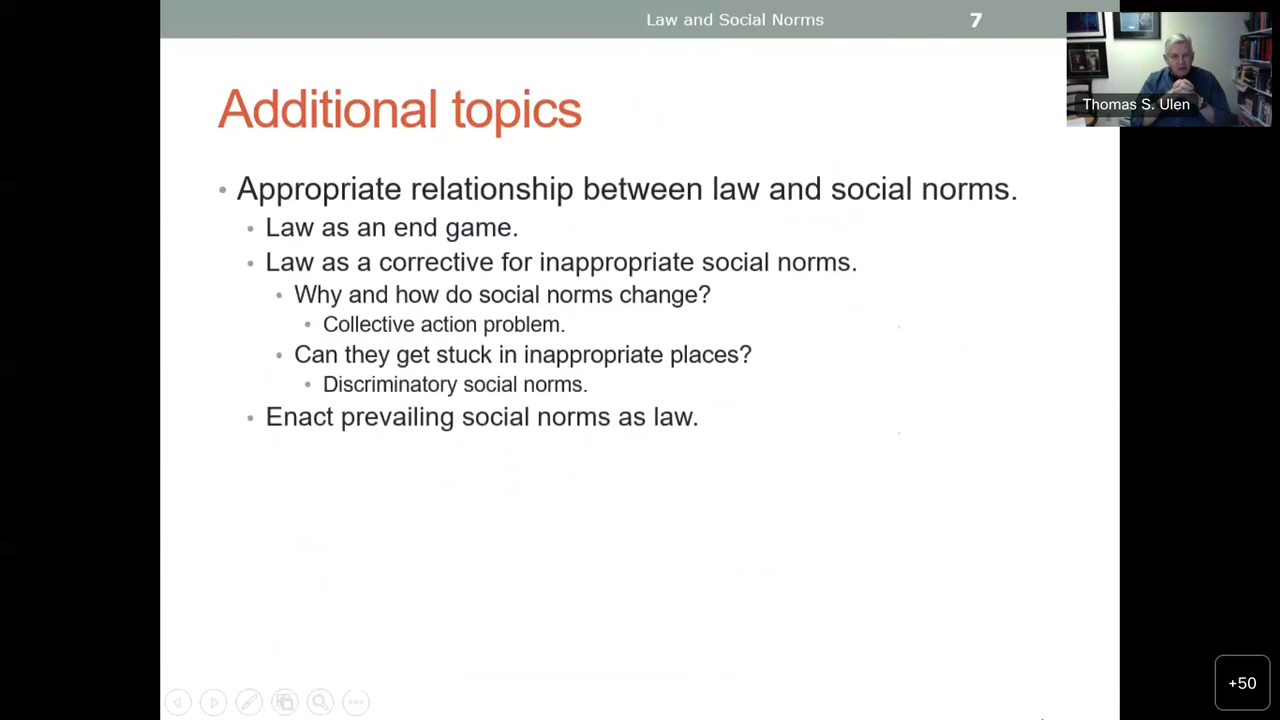 Law and Social Norms 7
Thomas S. Ulen
Additional topics
• Appropriate relationship between law and social norms.
• Law as an end game.
• Law as a corrective for inappropriate social norms.
• Why and how do social norms change?
• Collective action problem.
• Can they get stuck in inappropriate places?
• Discriminatory social norms.
• Enact prevailing social norms as law.
+50